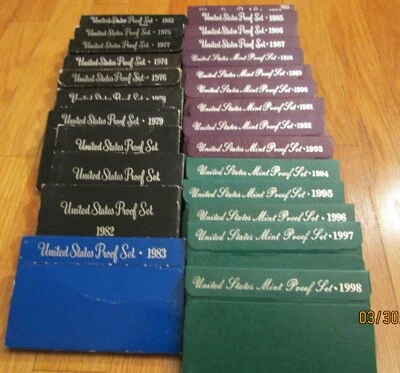 United States Proof Set • 1985
United States Proof Set • 1986
United States Proof Set • 1987
United States Mint Proof Set • 1988
United States Mint Proof Set • 1989
United States Mint Proof Set • 1990
United States Mint Proof Set • 1991
United States Mint Proof Set • 1992
United States Mint Proof Set • 1993
United States Mint Proof Set • 1994
United States Mint Proof Set • 1995
United States Mint Proof Set • 1996
United States Mint Proof Set • 1997
United States Mint Proof Set • 1998
United States Proof Set
United States Proof Set • 1975
United States Proof Set • 1977
United States Proof Set • 1974
United States Proof Set • 1976
United States Proof Set
United States Proof Set • 1979
United States Proof Set
United States Proof Set
United States Proof Set
1982
United States Proof Set • 1983
03/30